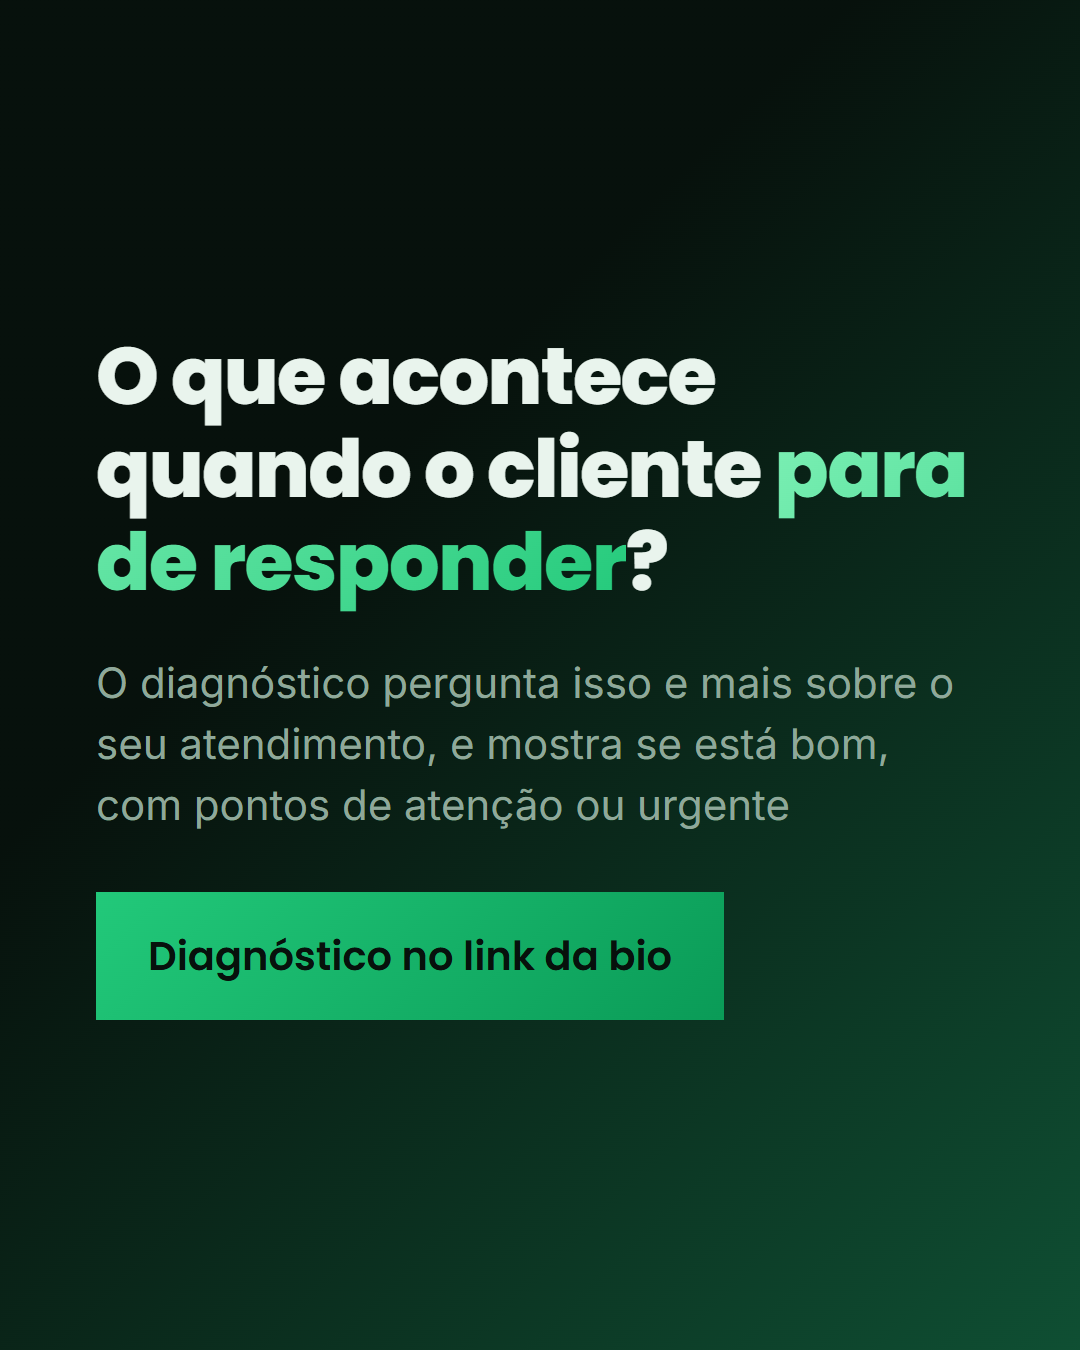 O que acontece
quando o cliente para
de responder?
O diagnóstico pergunta isso e mais sobre o
seu atendimento, e mostra se está bom,
com pontos de atenção ou urgente
Diagnóstico no link da bio